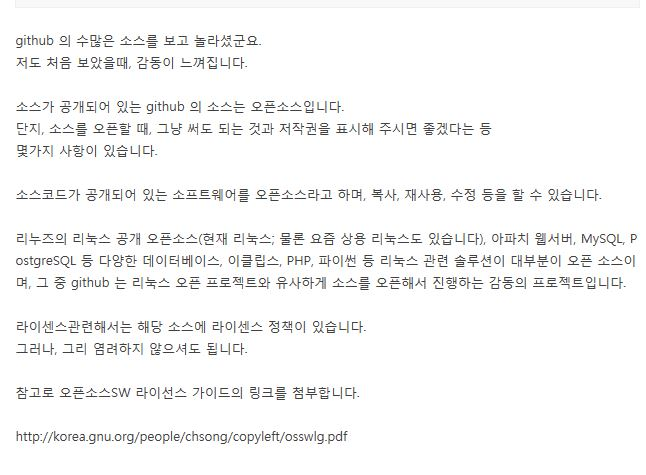 github 의 수많은 소스를 보고 놀라셨군요.
저도 처음 보았을때, 감동이 느껴집니다.
소스가 공개되어 있는 github 의 소스는 오픈소스입니다.
단지, 소스를 오픈할 때, 그냥 써도 되는 것과 저작권을 표시해 주시면 좋겠다는 등
몇가지 사항이 있습니다.
소스코드가 공개되어 있는 소프트웨어를 오픈소스라고 하며, 복사, 재사용, 수정 등을 할 수 있습니다.
리누즈의 리눅스 공개 오픈소스(현재 리눅스; 물론 요즘 상용 리눅스도 있습니다), 아파치 웹서버, MySQL, P
ostgreSQL 등 다양한 데이터베이스, 이클립스, PHP, 파이썬 등 리눅스 관련 솔루션이 대부분이 오픈 소스이
며, 그 중 github 는 리눅스 오픈 프로젝트와 유사하게 소스를 오픈해서 진행하는 감동의 프로젝트입니다.
라이센스관련해서는 해당 소스에 라이센스 정책이 있습니다.
그러나, 그리 염려하지 않으셔도 됩니다.
참고로 오픈소스SW 라이선스 가이드의 링크를 첨부합니다.
http://korea.gnu.org/people/chsong/copyleft/osswlg.pdf